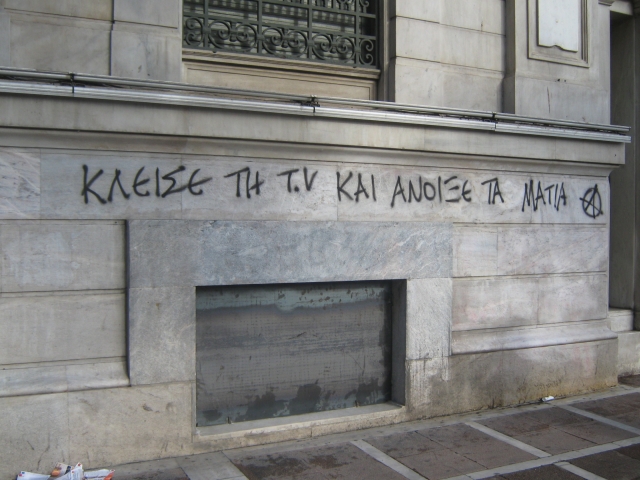 ΚΛΕΙΣΕ ΤΗ T.V ΚΑΙ ΑΝΟΙΞΕ ΤΑ ΜΑΤΙΑ Ⓐ